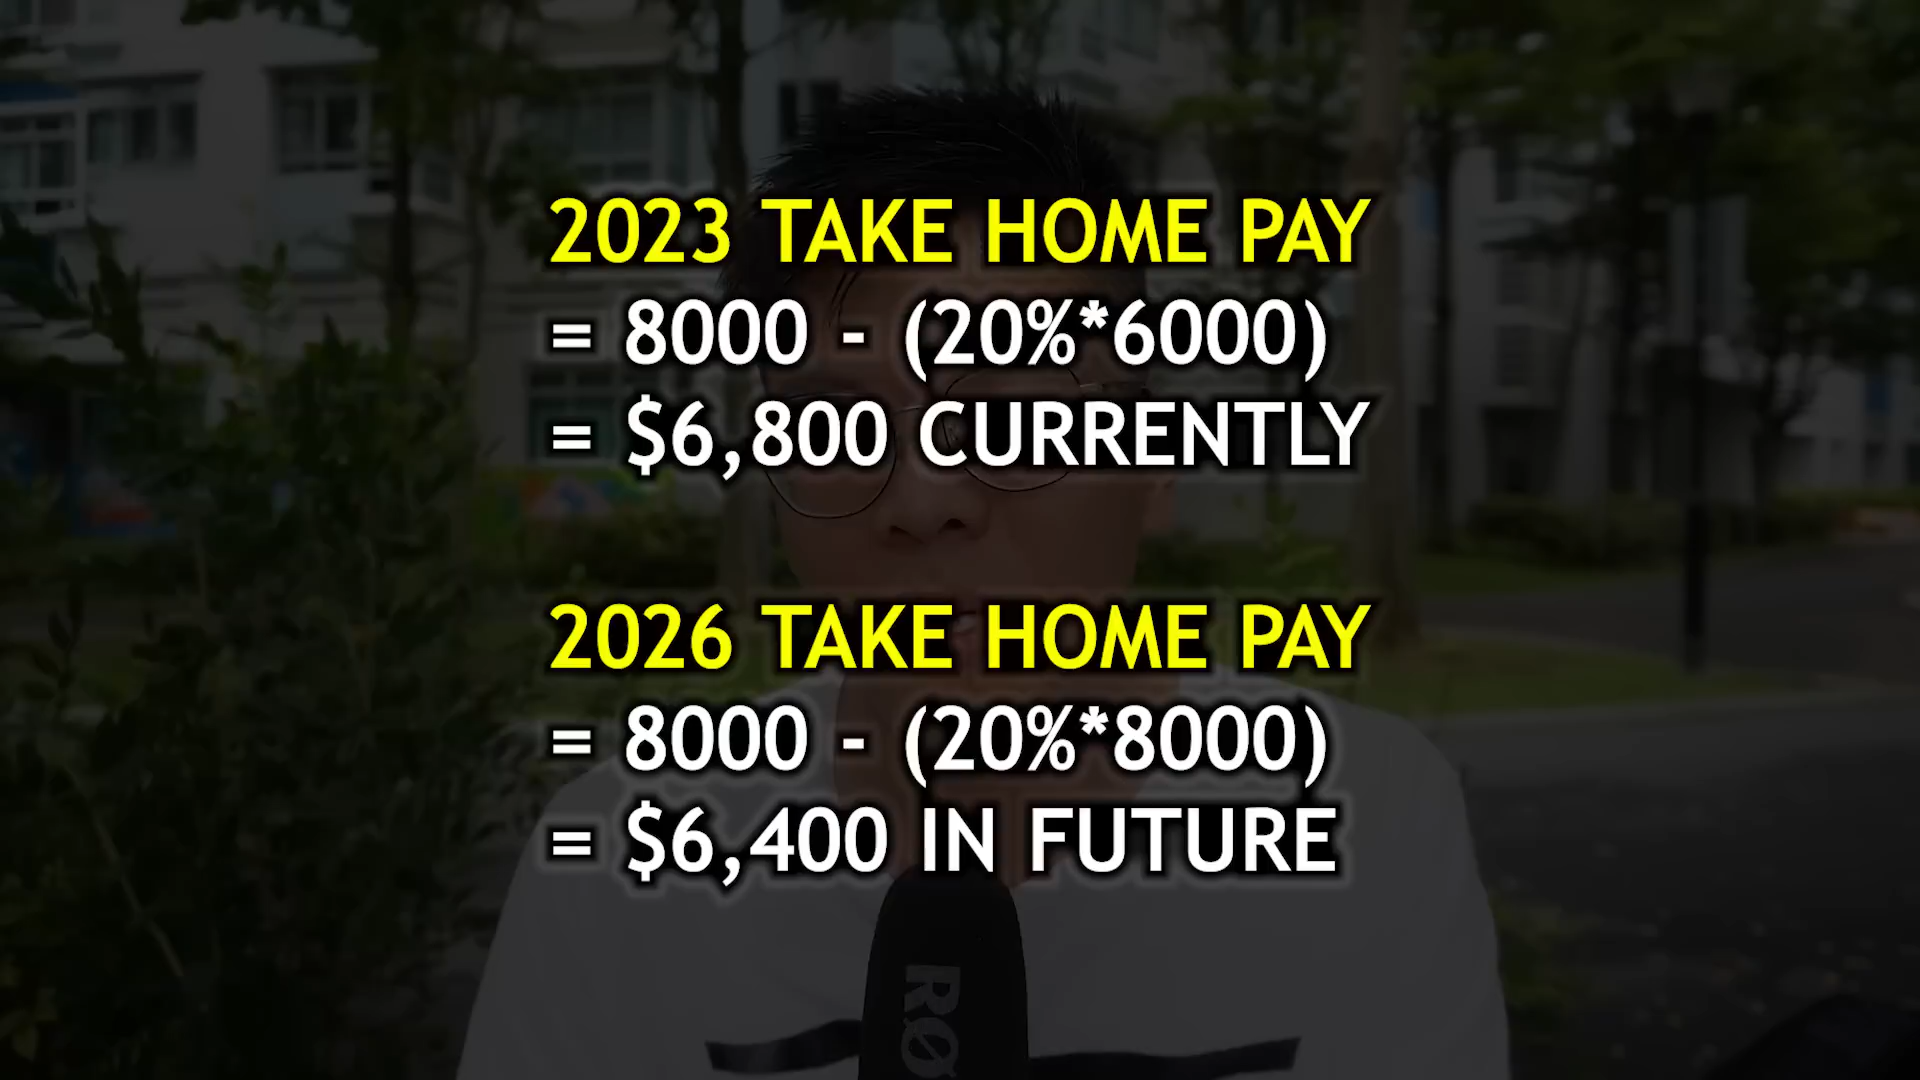 2023 TAKE HOME PAY
= 8000 - (20%*6000)
= $6,800 CURRENTLY
2026 TAKE HOME PAY
= 8000 - (20%*8000)
= $6,400 IN FUTURE
RØ